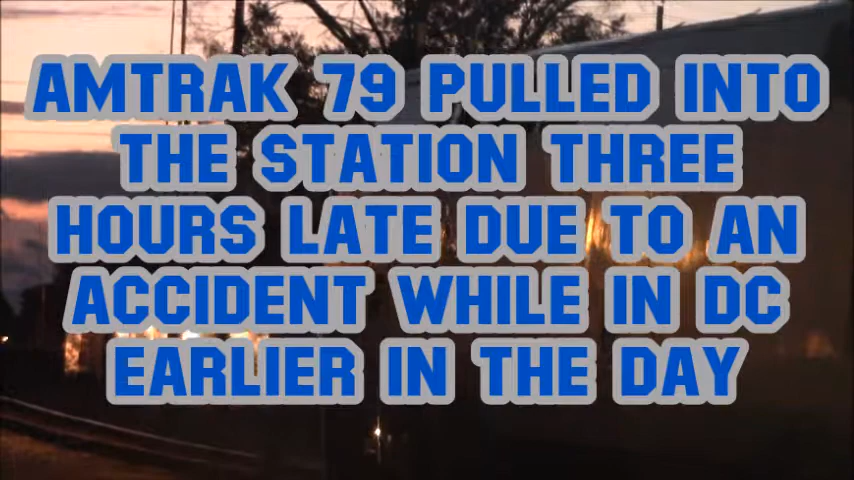 AMTRAK 79 PULLED INTO
THE STATION THREE
HOURS LATE DUE TO AN
ACCIDENT WHILE IN DC
EARLIER IN THE DAY